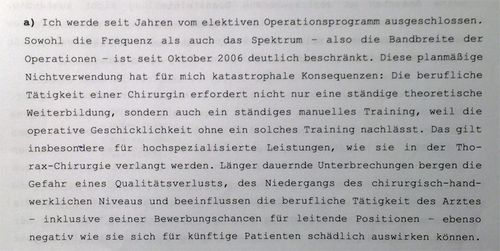 a) Ich werde seit Jahren vom elektiven Operationsprogramm ausgeschlossen.
Sowohl die Frequenz als auch das Spektrum – also die Bandbreite der
Operationen – ist seit Oktober 2006 deutlich beschränkt. Diese planmäßige
Nichtverwendung hat für mich katastrophale Konsequenzen: Die berufliche
Tätigkeit einer Chirurgin erfordert nicht nur eine ständige theoretische
Weiterbildung, sondern auch ein ständiges manuelles Training, weil die
operative Geschicklichkeit ohne ein solches Training nachlässt. Das gilt
insbesondere für hochspezialisierte Leistungen, wie sie in der Tho-
rax-Chirurgie verlangt werden. Länger dauernde Unterbrechungen bergen die
Gefahr eines Qualitätsverlusts, des Niedergangs des chirurgisch-hand-
werklichen Niveaus und beeinflussen die berufliche Tätigkeit des Arztes
– inklusive seiner Bewerbungschancen für leitende Positionen – ebenso
negativ wie sie sich für künftige Patienten schädlich auswirken können.